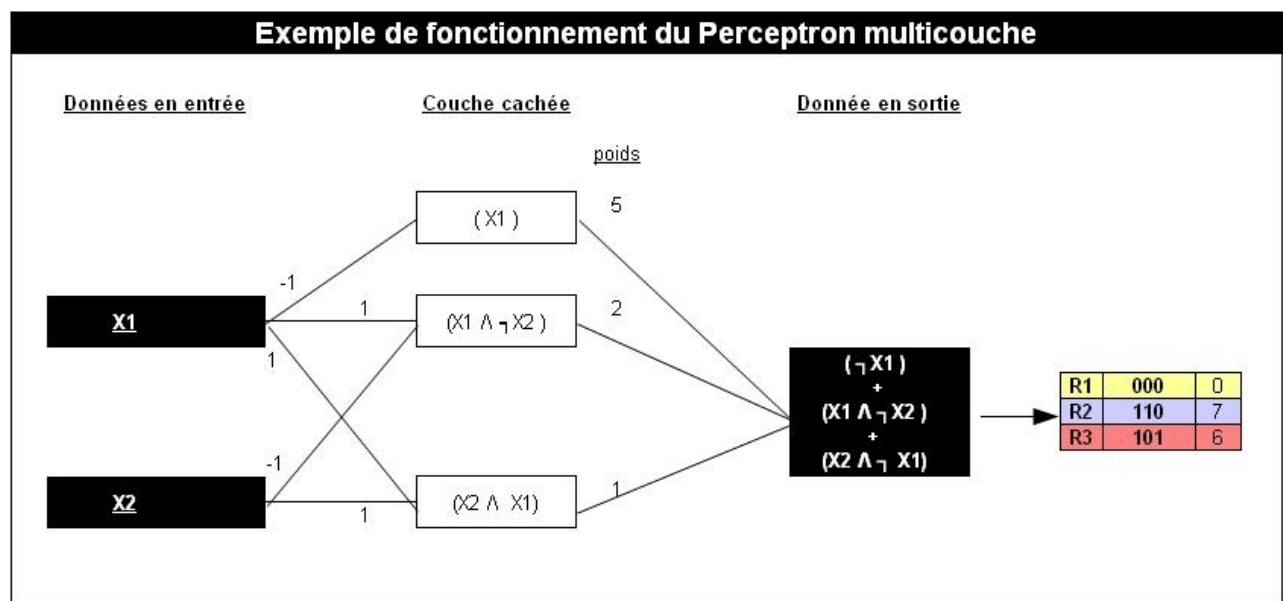 Exemple de fonctionnement du Perceptron multicouche
Données en entrée
Couche cachée
Donnée en sortie
poids
( X1 )
5
-1
X1
1
(X1 Λ ┐X2 )
2
1
(┐X1 )
+
(X1 Λ ┐X2 )
+
(X2 Λ ┐ X1)
R1 000 0
R2 110 7
R3 101 6
-1
X2
1
(X2 Λ X1)
1